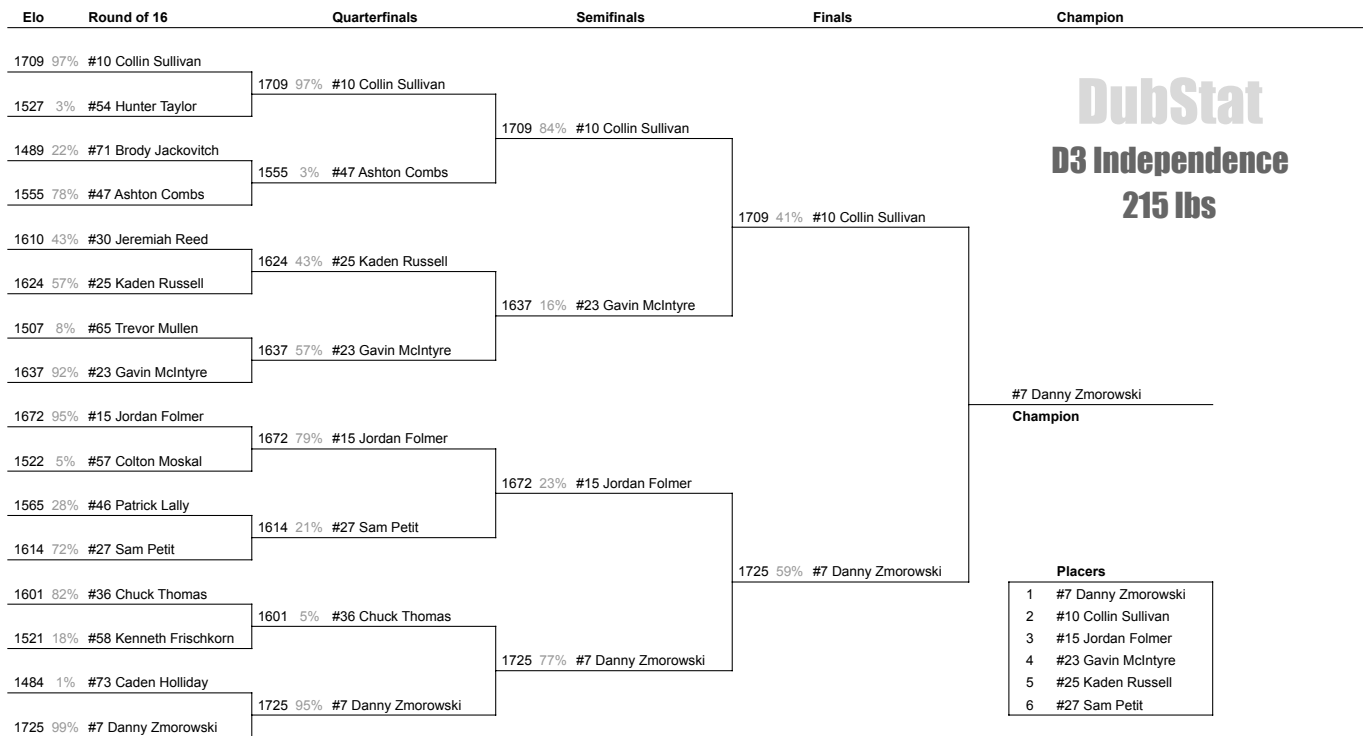 Elo Round of 16 Quarterfinals Semifinals Finals Champion
1709 97% #10 Collin Sullivan
1709 97% #10 Collin Sullivan
1527 3% #54 Hunter Taylor
1709 84% #10 Collin Sullivan
1489 22% #71 Brody Jackovitch
1555 3% #47 Ashton Combs
1555 78% #47 Ashton Combs
1709 41% #10 Collin Sullivan
1610 43% #30 Jeremiah Reed
1624 43% #25 Kaden Russell
1624 57% #25 Kaden Russell
1637 16% #23 Gavin McIntyre
1507 8% #65 Trevor Mullen
1637 57% #23 Gavin McIntyre
1637 92% #23 Gavin McIntyre
#7 Danny Zmorowski
Champion
1672 95% #15 Jordan Folmer
1672 79% #15 Jordan Folmer
1522 5% #57 Colton Moskal
1672 23% #15 Jordan Folmer
1565 28% #46 Patrick Lally
1614 21% #27 Sam Petit
1614 72% #27 Sam Petit
1725 59% #7 Danny Zmorowski
1601 82% #36 Chuck Thomas
1601 5% #36 Chuck Thomas
1521 18% #58 Kenneth Frischkorn
1725 77% #7 Danny Zmorowski
1484 1% #73 Caden Holliday
1725 95% #7 Danny Zmorowski
1725 99% #7 Danny Zmorowski
DubStat
D3 Independence
215 lbs
Placers
1 #7 Danny Zmorowski
2 #10 Collin Sullivan
3 #15 Jordan Folmer
4 #23 Gavin McIntyre
5 #25 Kaden Russell
6 #27 Sam Petit